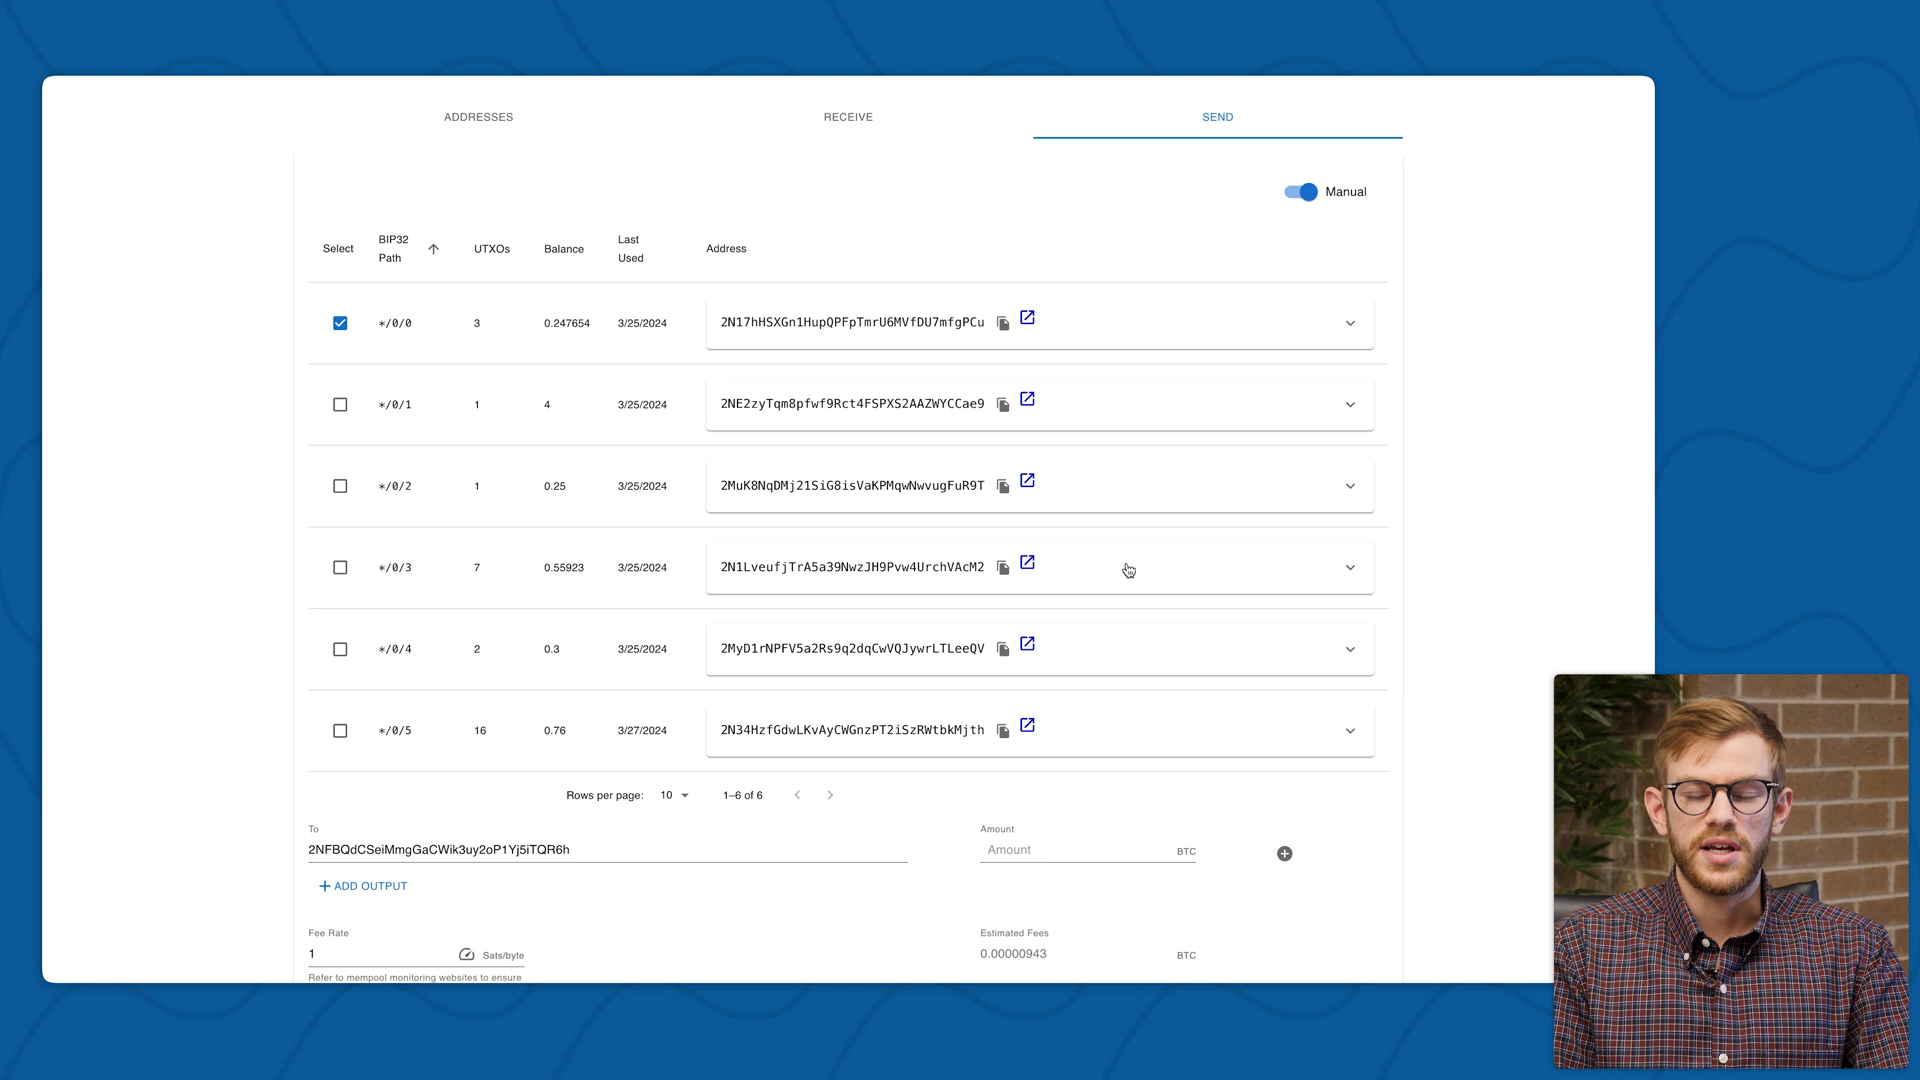 ADDRESSES RECEIVE SEND
Manual
Select BIP32 Path UTXOs Balance Last Used Address
*/0/0 3 0.247654 3/25/2024 2N17hHSXGn1HupQPFpTmrU6MVfDU7mfgPCu
*/0/1 1 4 3/25/2024 2NE2zyTqm8pfwf9Rct4FSPXS2AAZWYCCae9
*/0/2 1 0.25 3/25/2024 2MuK8NqDMj21SiG8isVaKPMqwNwvugFuR9T
*/0/3 7 0.55923 3/25/2024 2N1LveufjTrA5a39NwzJH9Pvw4UrchVAcM2
*/0/4 2 0.3 3/25/2024 2MyD1rNPFV5a2Rs9q2dqCwVQJywrLTLeeQV
*/0/5 16 0.76 3/27/2024 2N34HzfGdwLKvAyCWGnzPT2iSzRWtbkMjth
Rows per page: 10 1–6 of 6
To Amount
2NFBQdCSeiMmgGaCWik3uy2oP1Yj5iTQR6h Amount BTC
ADD OUTPUT
Fee Rate Estimated Fees
1 Sats/byte 0.00000943 BTC
Refer to mempool monitoring websites to ensure